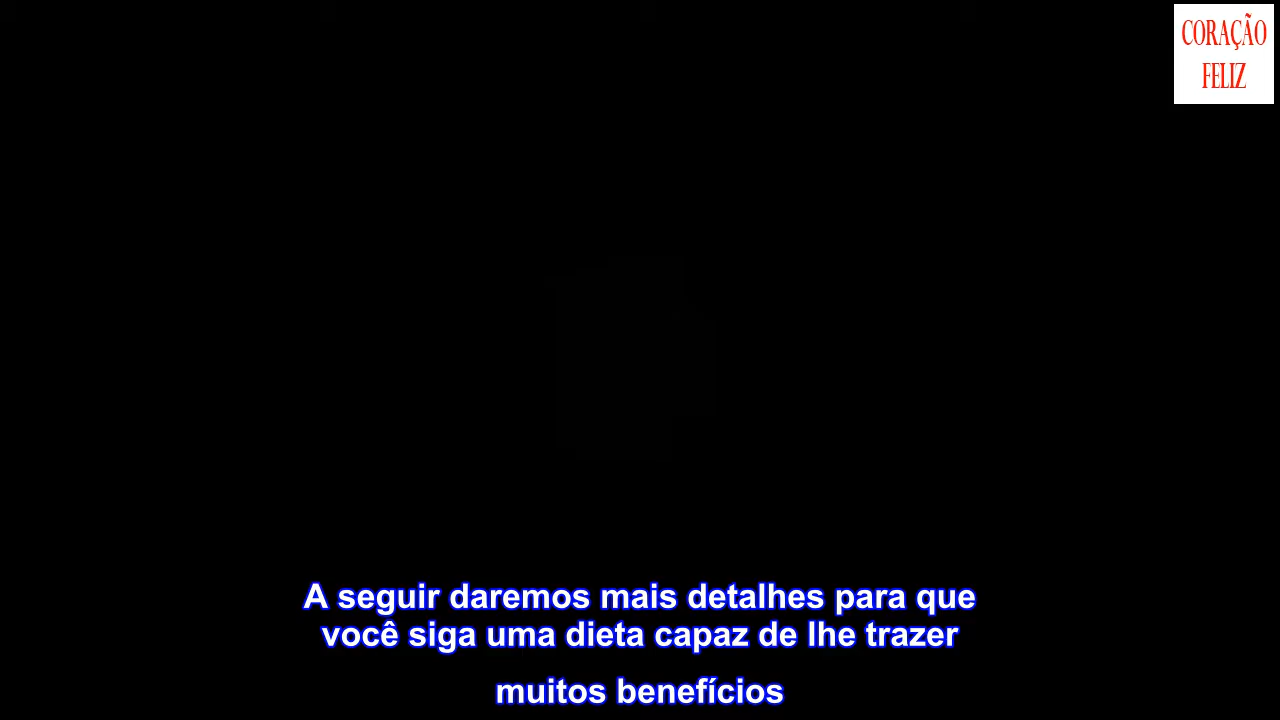 CORAÇÃO
FELIZ
A seguir daremos mais detalhes para que
você siga uma dieta capaz de lhe trazer
muitos benefícios